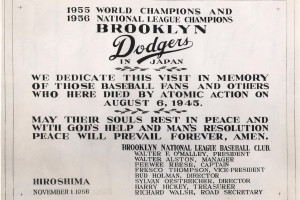 1955 WORLD CHAMPIONS AND
1956 NATIONAL LEAGUE CHAMPIONS
BROOKLYN
Dodgers
IN JAPAN
WE DEDICATE THIS VISIT IN MEMORY
OF THOSE BASEBALL FANS AND OTHERS
WHO HERE DIED BY ATOMIC ACTION ON
AUGUST 6, 1945.
MAY THEIR SOULS REST IN PEACE AND
WITH GOD'S HELP AND MAN'S RESOLUTION
PEACE WILL PREVAIL FOREVER, AMEN.
BROOKLYN NATIONAL LEAGUE BASEBALL CLUB
WALTER F. O'MALLEY, PRESIDENT
WALTER ALSTON, MANAGER
PEEWEE REESE, CAPTAIN
FRESCO THOMPSON, VICE-PRESIDENT
BUD HOLMAN, DIRECTOR
SYLVAN OESTREICHER, DIRECTOR
HARRY HICKEY, TREASURER
RICHARD WALSH, ROAD SECRETARY
HIROSHIMA
NOVEMBER 1 1956